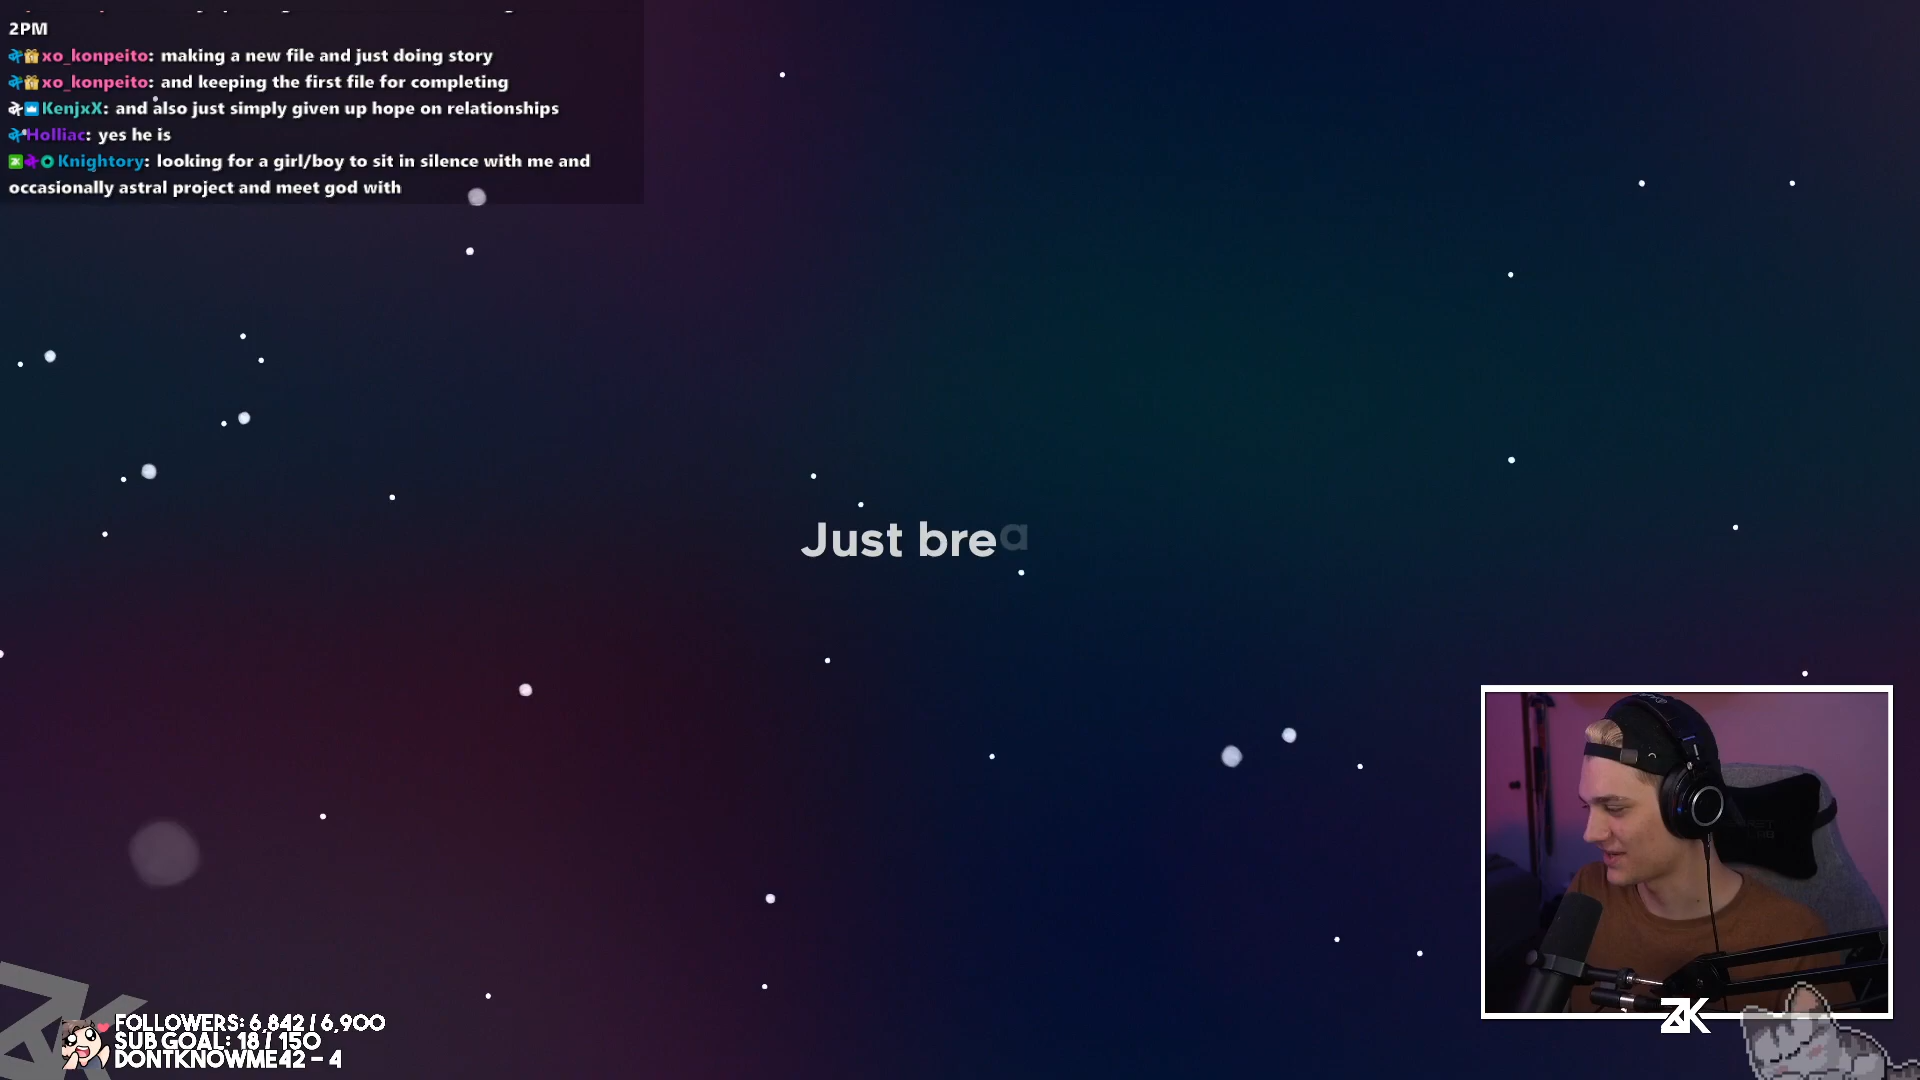 2PM
xo_konpeito: making a new file and just doing story
xo_konpeito: and keeping the first file for completing
KenjxX: and also just simply given up hope on relationships
Holliac: yes he is
Knightory: looking for a girl/boy to sit in silence with me and
occasionally astral project and meet god with
Just brea
ZK
FOLLOWERS: 6,842 / 6,900
SUB GOAL: 18 / 150
DONTKNOWME42 - 4